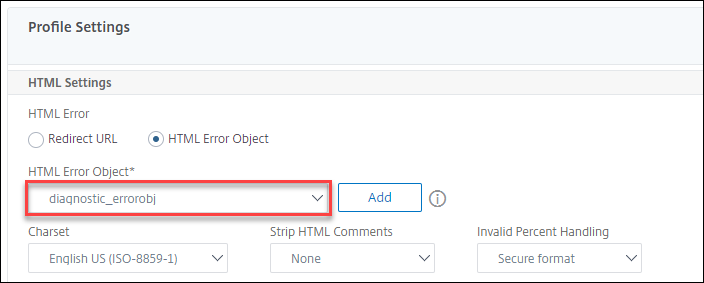 Profile Settings
HTML Settings
HTML Error
Redirect URL HTML Error Object
HTML Error Object*
diagnostic_errorobj Add
Charset Strip HTML Comments Invalid Percent Handling
English US (ISO-8859-1) None Secure format